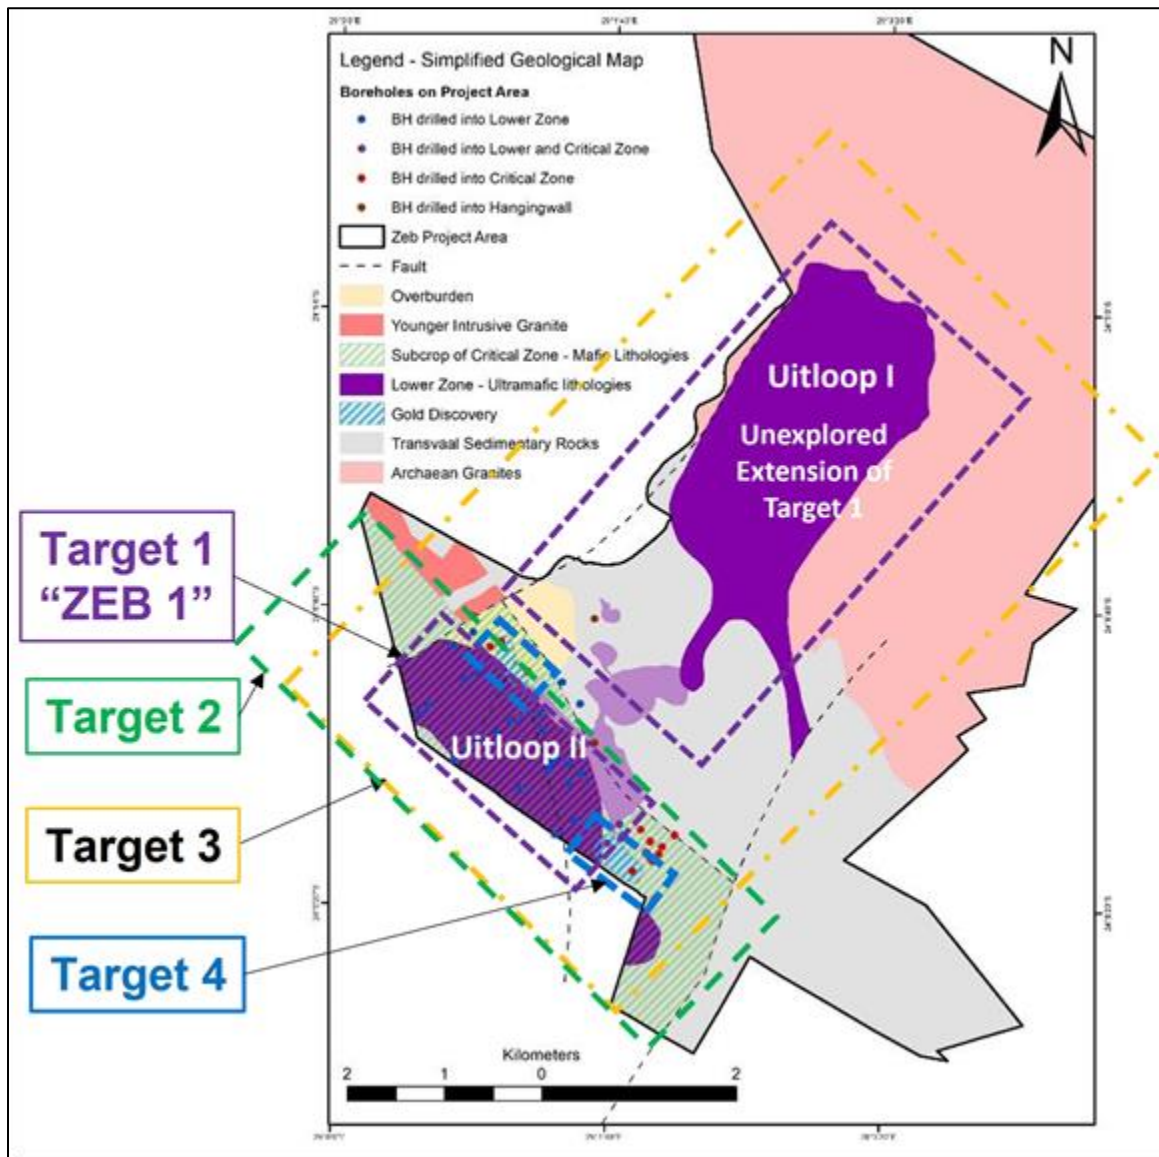 N
Legend - Simplified Geological Map
Boreholes on Project Area
BH drilled into Lower Zone
BH drilled into Lower and Critical Zone
BH drilled into Critical Zone
BH drilled into Hangingwall
Zeb Project Area
Fault
Overburden
Younger Intrusive Granite
Subcrop of Critical Zone - Mafic Lithologies
Lower Zone - Ultramafic lithologies
Gold Discovery
Transvaal Sedimentary Rocks
Archaean Granites
Uitloop I
Unexplored
Extension of
Target 1
Target 1
“ZEB 1”
Target 2
Target 3
Target 4
Uitloop II
Kilometers
2 1 0 2